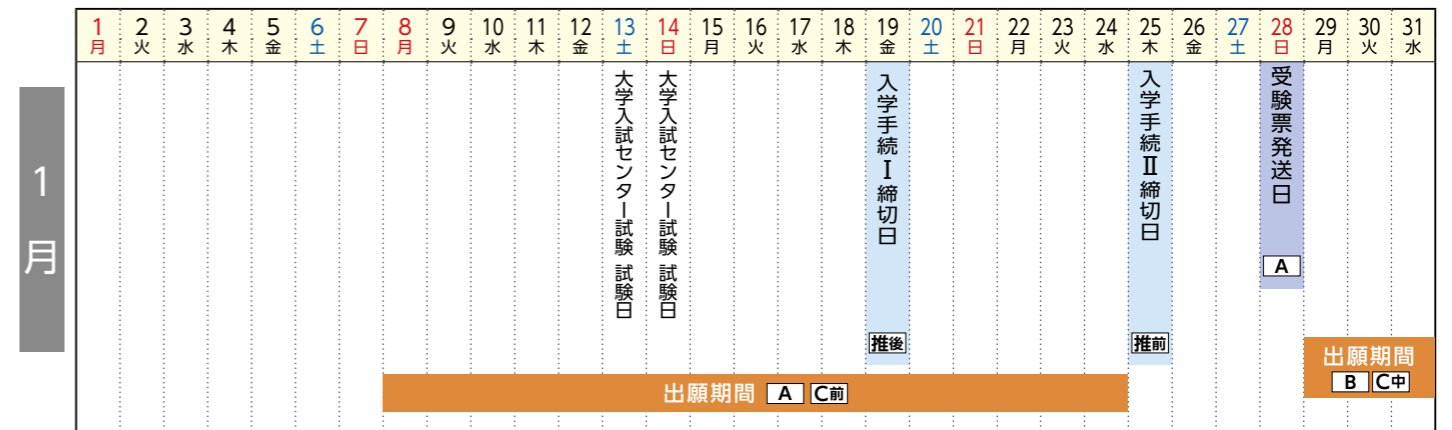 1 2 3 4 5 6 7 8 9 10 11 12 13 14 15 16 17 18 19 20 21 22 23 24 25 26 27 28 29 30 31
月 火 水 木 金 土 日 月 火 水 木 金 土 日 月 火 水 木 金 土 日 月 火 水 木 金 土 日 月 火 水
1月
大学入試センター試験 試験日
大学入試センター試験 試験日
入学手続Ⅰ締切日
推後
入学手続Ⅱ締切日
推前
受験票発送日
A
出願期間 A C前
出願期間
B C中